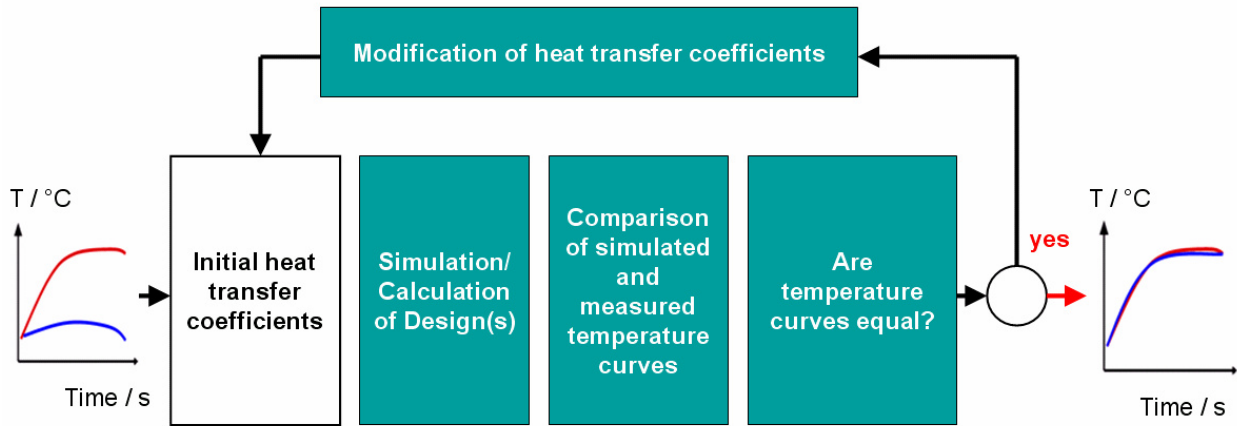 Modification of heat transfer coefficients
T / °C
Time / s
Initial heat
transfer
coefficients
Simulation/
Calculation
of Design(s)
Comparison
of simulated
and
measured
temperature
curves
Are
temperature
curves equal?
yes
T / °C
Time / s